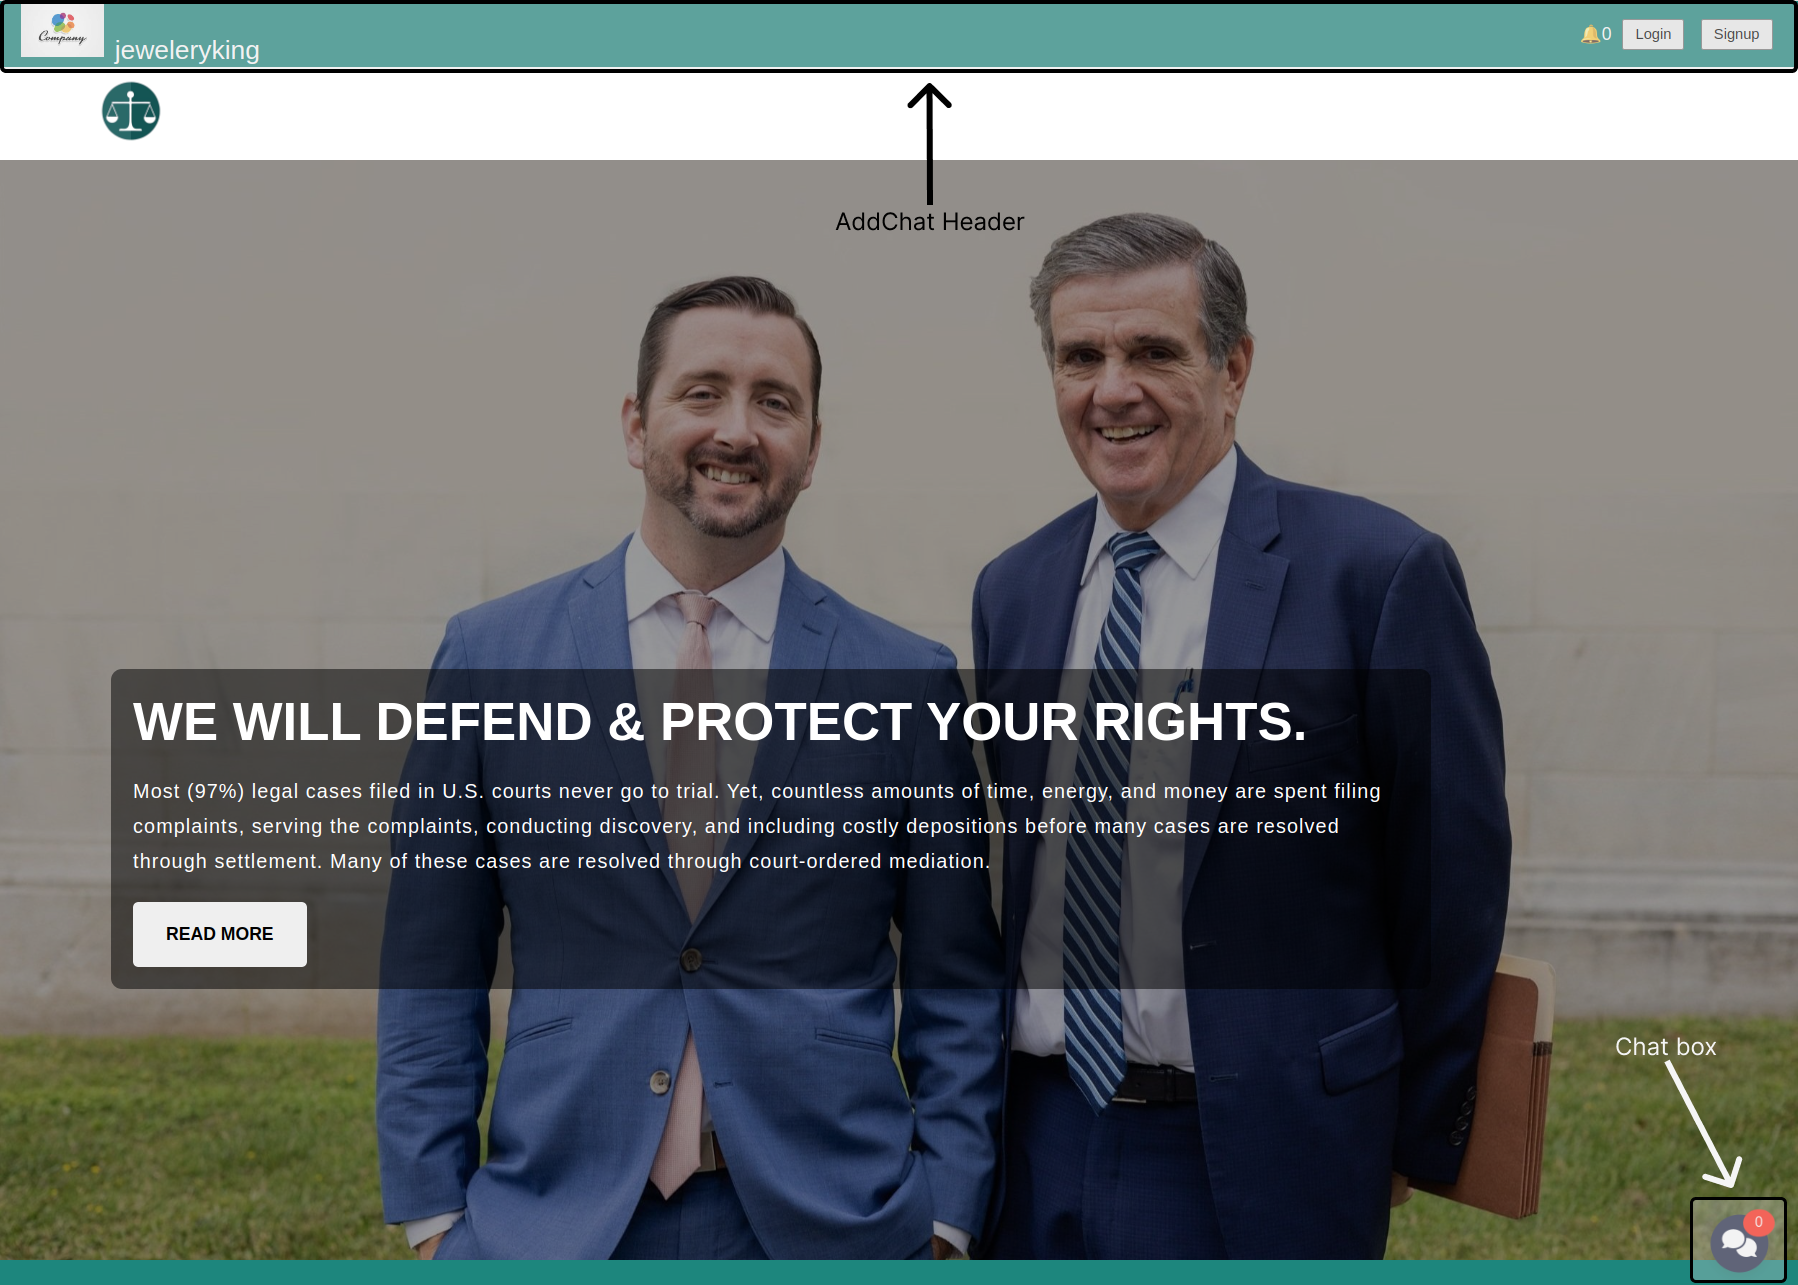 Company
jeweleryking
0
Login
Signup
AddChat Header
WE WILL DEFEND & PROTECT YOUR RIGHTS.
Most (97%) legal cases filed in U.S. courts never go to trial. Yet, countless amounts of time, energy, and money are spent filing
complaints, serving the complaints, conducting discovery, and including costly depositions before many cases are resolved
through settlement. Many of these cases are resolved through court-ordered mediation.
READ MORE
Chat box
0